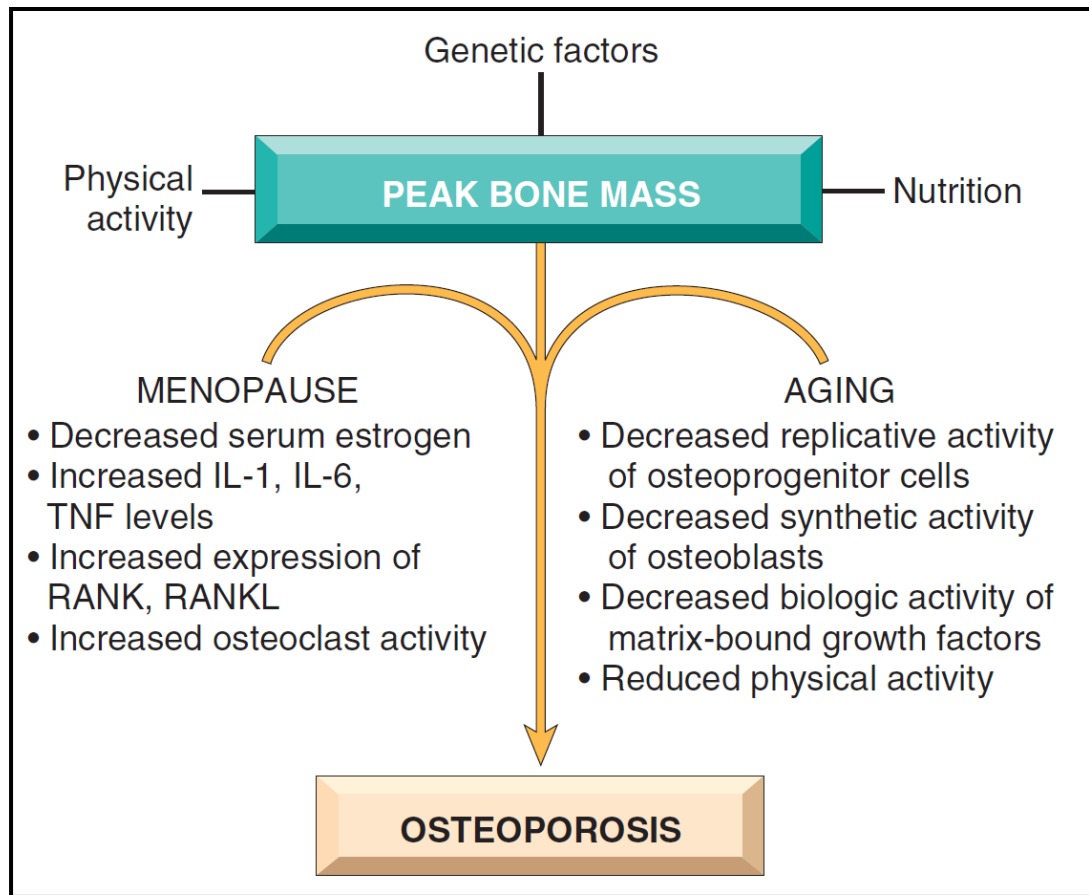 Genetic factors
Physical
activity
PEAK BONE MASS
Nutrition
MENOPAUSE
• Decreased serum estrogen
• Increased IL-1, IL-6,
TNF levels
• Increased expression of
RANK, RANKL
• Increased osteoclast activity
AGING
• Decreased replicative activity
of osteoprogenitor cells
• Decreased synthetic activity
of osteoblasts
• Decreased biologic activity of
matrix-bound growth factors
• Reduced physical activity
OSTEOPOROSIS